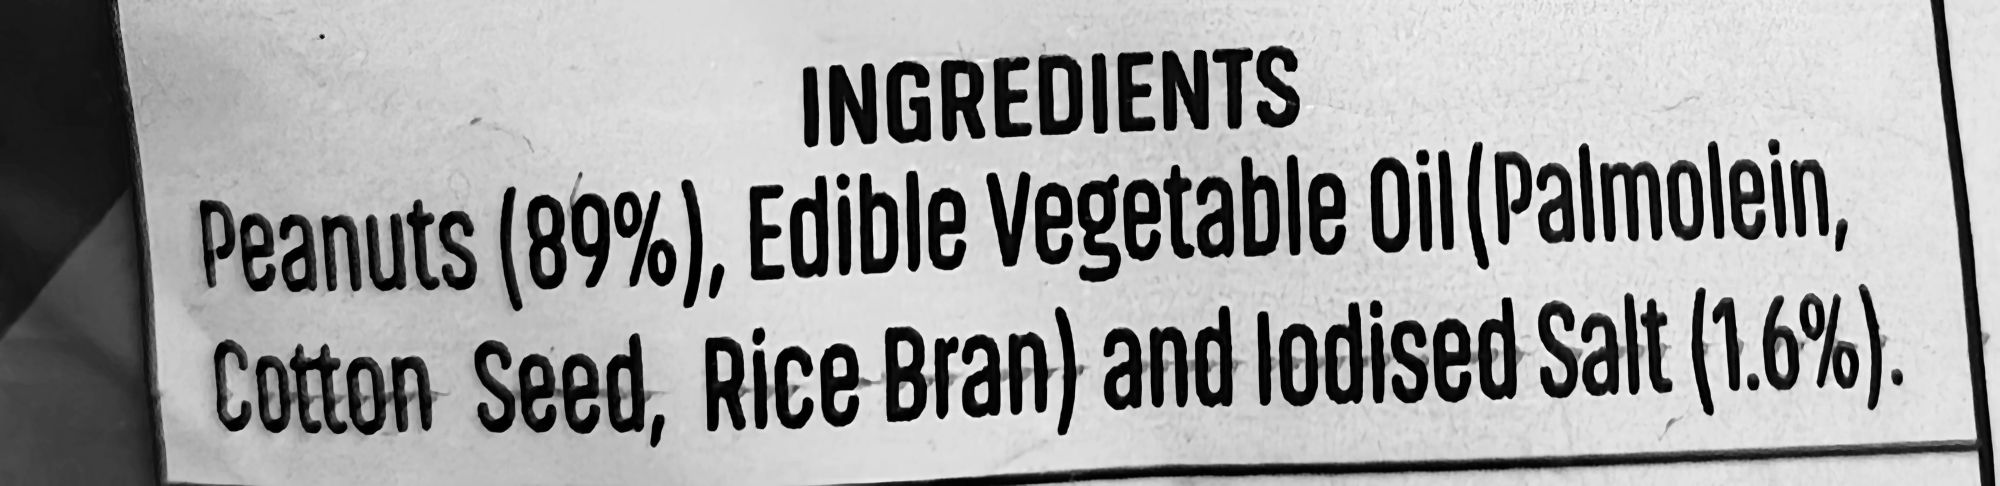 INGREDIENTS
Peanuts (89%), Edible Vegetable Oil (Palmolein,
Cotton Seed, Rice Bran) and Iodised Salt (1.6%).